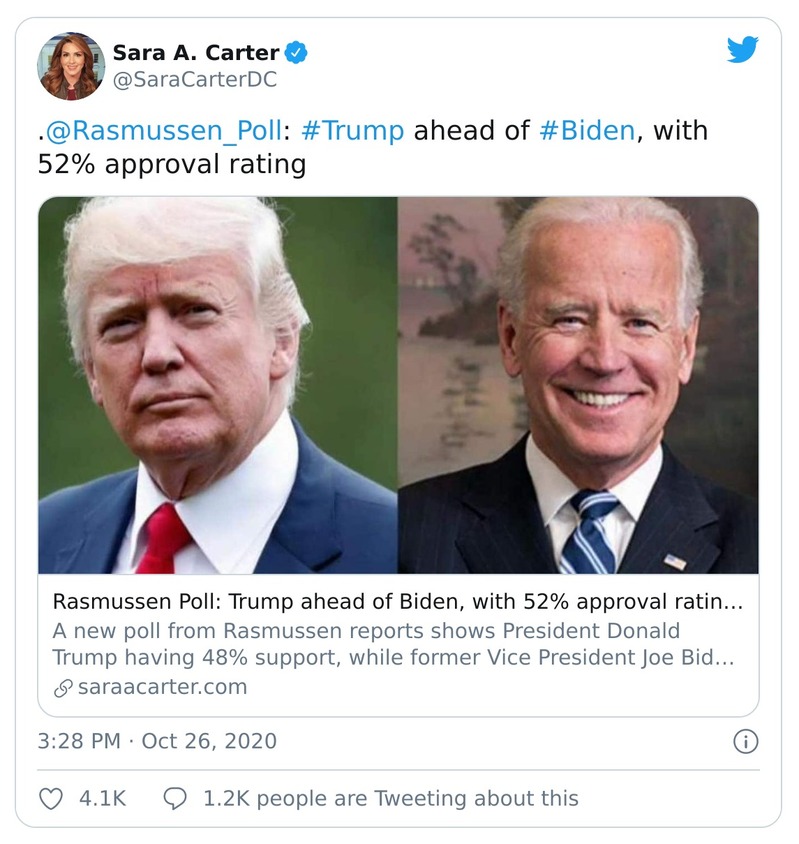 Sara A. Carter
@SaraCarterDC
.@Rasmussen_Poll: #Trump ahead of #Biden, with
52% approval rating
Rasmussen Poll: Trump ahead of Biden, with 52% approval ratin...
A new poll from Rasmussen reports shows President Donald
Trump having 48% support, while former Vice President Joe Bid...
saraacarter.com
3:28 PM · Oct 26, 2020
4.1K 1.2K people are Tweeting about this